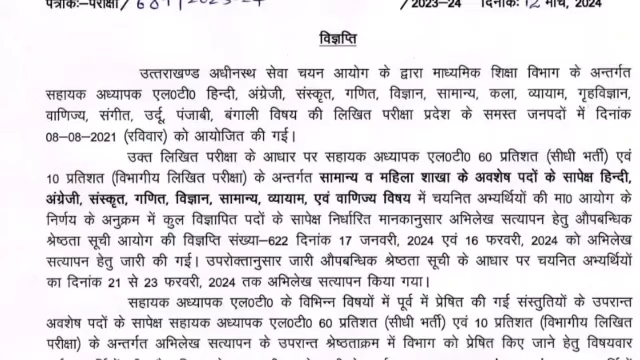 पत्रांकः–परीक्षा/ 689 /2023-24 /2023-24 दिनांकः 12 मार्च, 2024
विज्ञप्ति
उत्तराखण्ड अधीनस्थ सेवा चयन आयोग के द्वारा माध्यमिक शिक्षा विभाग के अन्तर्गत
सहायक अध्यापक एल0टी0 हिन्दी, अंग्रेजी, संस्कृत, गणित, विज्ञान, सामान्य, कला, व्यायाम, गृहविज्ञान,
वाणिज्य, संगीत, उर्दू, पंजाबी, बंगाली विषय की लिखित परीक्षा प्रदेश के समस्त जनपदों में दिनांक
08-08-2021 (रविवार) को आयोजित की गई।
उक्त लिखित परीक्षा के आधार पर सहायक अध्यापक एल0टी0 60 प्रतिशत (सीधी भर्ती) एवं
10 प्रतिशत (विभागीय लिखित परीक्षा) के अन्तर्गत सामान्य व महिला शाखा के अवशेष पदों के सापेक्ष हिन्दी,
अंग्रेजी, संस्कृत, गणित, विज्ञान, सामान्य, व्यायाम, एवं वाणिज्य विषय में चयनित अभ्यर्थियों की मा0 आयोग के
निर्णय के अनुक्रम में कुल विज्ञापित पदों के सापेक्ष निर्धारित मानकानुसार अभिलेख सत्यापन हेतु औपबन्धिक
श्रेष्ठता सूची आयोग की विज्ञप्ति संख्या–622 दिनांक 17 जनवरी, 2024 एवं 16 फरवरी, 2024 को अभिलेख
सत्यापन हेतु जारी की गई। उपरोक्तानुसार जारी औपबन्धिक श्रेष्ठता सूची के आधार पर चयनित अभ्यर्थियों
का दिनांक 21 से 23 फरवरी, 2024 तक अभिलेख सत्यापन किया गया।
सहायक अध्यापक एल0टी0 के विभिन्न विषयों में पूर्व में प्रेषित की गई संस्तुतियों के उपरान्त
अवशेष पदों के सापेक्ष सहायक अध्यापक एल0टी0 60 प्रतिशत (सीधी भर्ती) एवं 10 प्रतिशत (विभागीय लिखित
परीक्षा) के अन्तर्गत अभिलेख सत्यापन के उपरान्त श्रेष्ठताक्रम में विभाग को प्रेषित किए जाने हेतु विषयवार